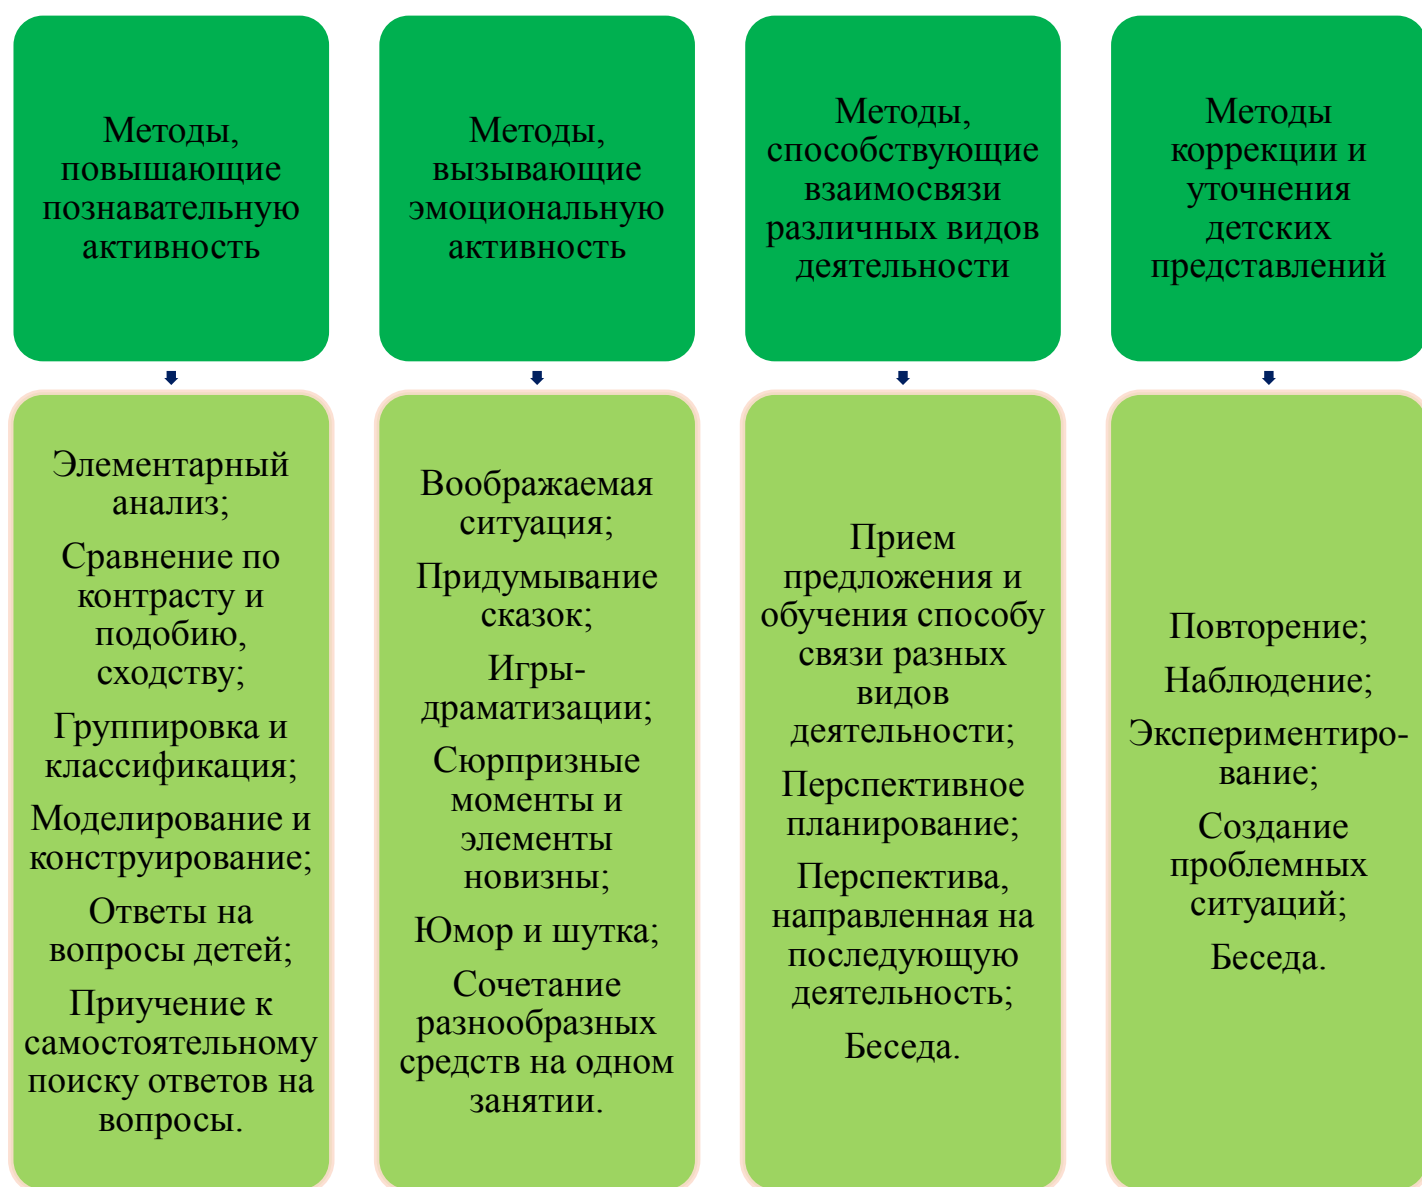 Методы,
повышающие
познавательную
активность
Методы,
вызывающие
эмоциональную
активность
Методы,
способствующие
взаимосвязи
различных видов
деятельности
Методы
коррекции и
уточнения
детских
представлений
Элементарный
анализ;
Сравнение по
контрасту и
подобию,
сходству;
Группировка и
классификация;
Моделирование и
конструирование;
Ответы на
вопросы детей;
Приучение к
самостоятельному
поиску ответов на
вопросы.
Воображаемая
ситуация;
Придумывание
сказок;
Игры-
драматизации;
Сюрпризные
моменты и
элементы
новизны;
Юмор и шутка;
Сочетание
разнообразных
средств на одном
занятии.
Прием
предложения и
обучения способу
связи разных
видов
деятельности;
Перспективное
планирование;
Перспектива,
направленная на
последующую
деятельность;
Беседа.
Повторение;
Наблюдение;
Экспериментиро-
вание;
Создание
проблемных
ситуаций;
Беседа.